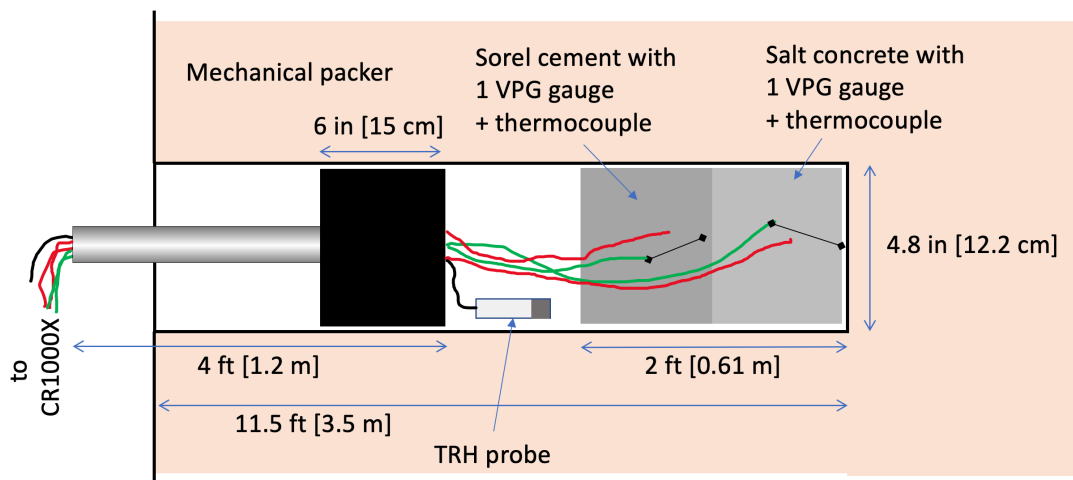 Mechanical packer
6 in [15 cm]
Sorel cement with
1 VPG gauge
+ thermocouple
Salt concrete with
1 VPG gauge
+ thermocouple
4.8 in [12.2 cm]
to
CR1000X
4 ft [1.2 m]
2 ft [0.61 m]
11.5 ft [3.5 m]
TRH probe